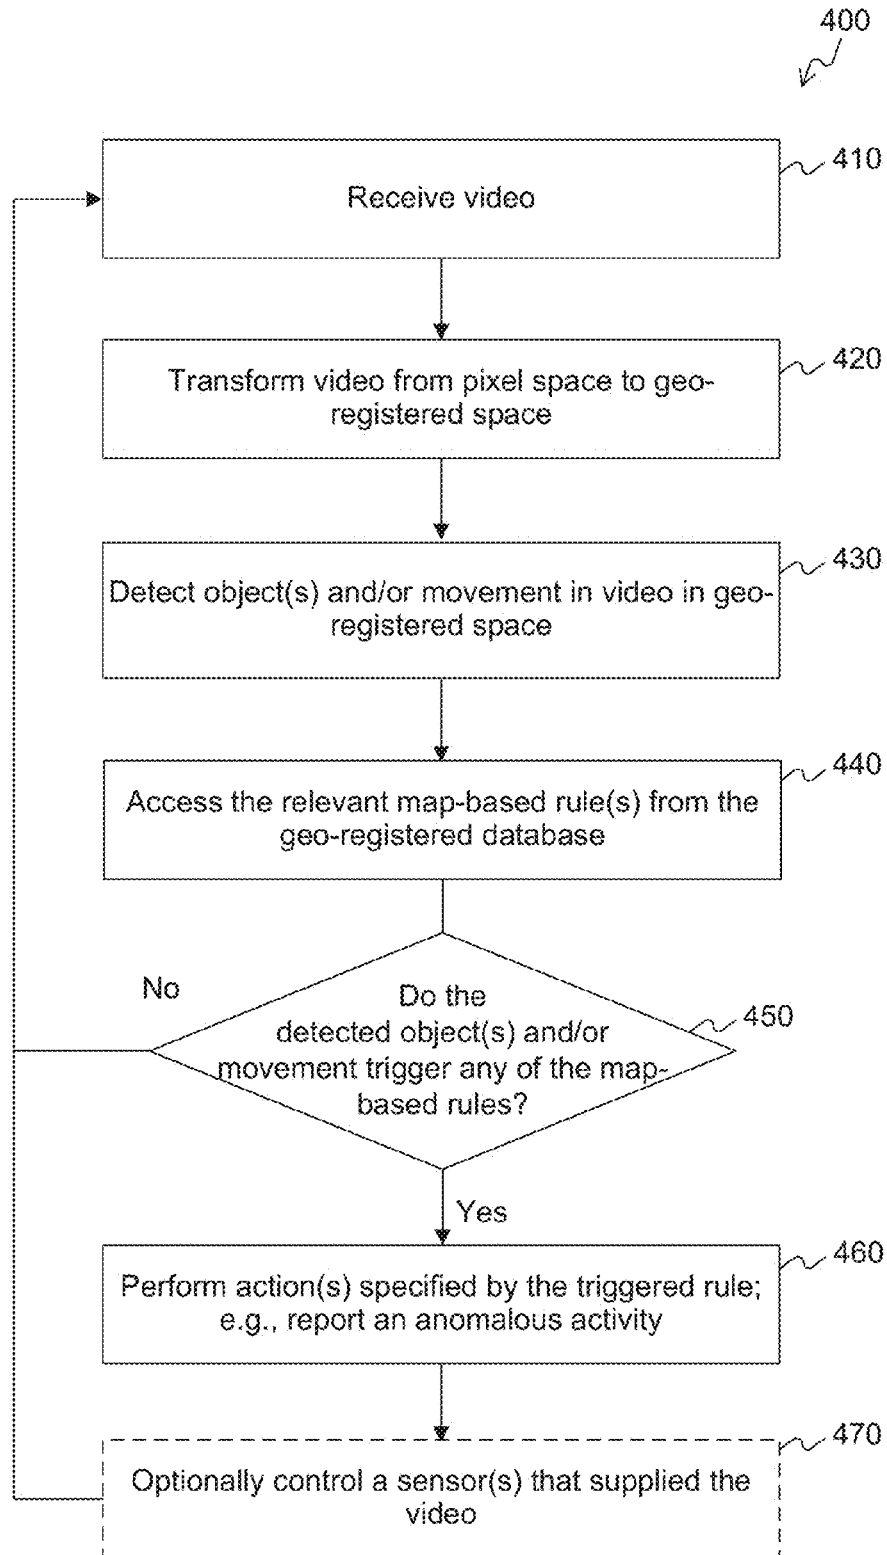 400
Receive video
410
Transform video from pixel space to geo-
registered space
420
Detect object(s) and/or movement in video in geo-
registered space
430
Access the relevant map-based rule(s) from the
geo-registered database
440
No
Do the
detected object(s) and/or
movement trigger any of the map-
based rules?
450
Yes
Perform action(s) specified by the triggered rule;
e.g., report an anomalous activity
460
Optionally control a sensor(s) that supplied the
video
470